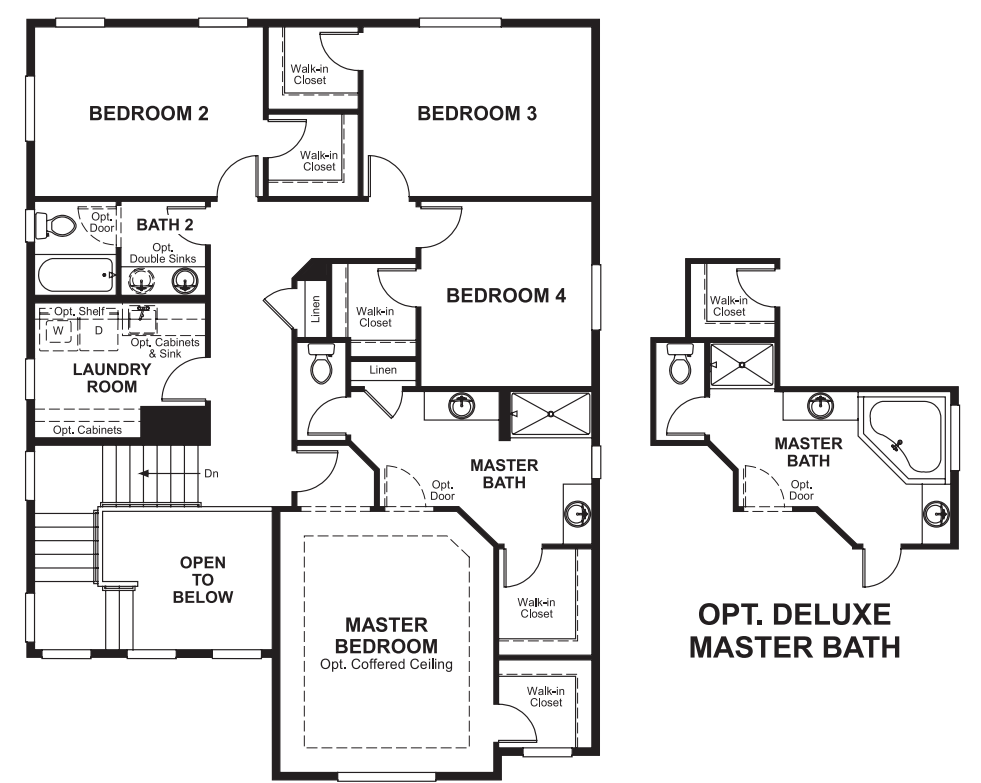 Walk-in
Closet
BEDROOM 2
BEDROOM 3
Walk-in
Closet
Opt.
Door
BATH 2
Opt.
Double Sinks
BEDROOM 4
Linen
Walk-in
Closet
Opt. Shelf
W
D
Opt. Cabinets
& Sink
LAUNDRY
ROOM
Linen
Opt. Cabinets
Dn
MASTER
BATH
Opt.
Door
OPEN
TO
BELOW
Walk-in
Closet
MASTER
BEDROOM
Opt. Coffered Ceiling
Walk-in
Closet
Walk-in
Closet
MASTER
BATH
Opt.
Door
OPT. DELUXE
MASTER BATH